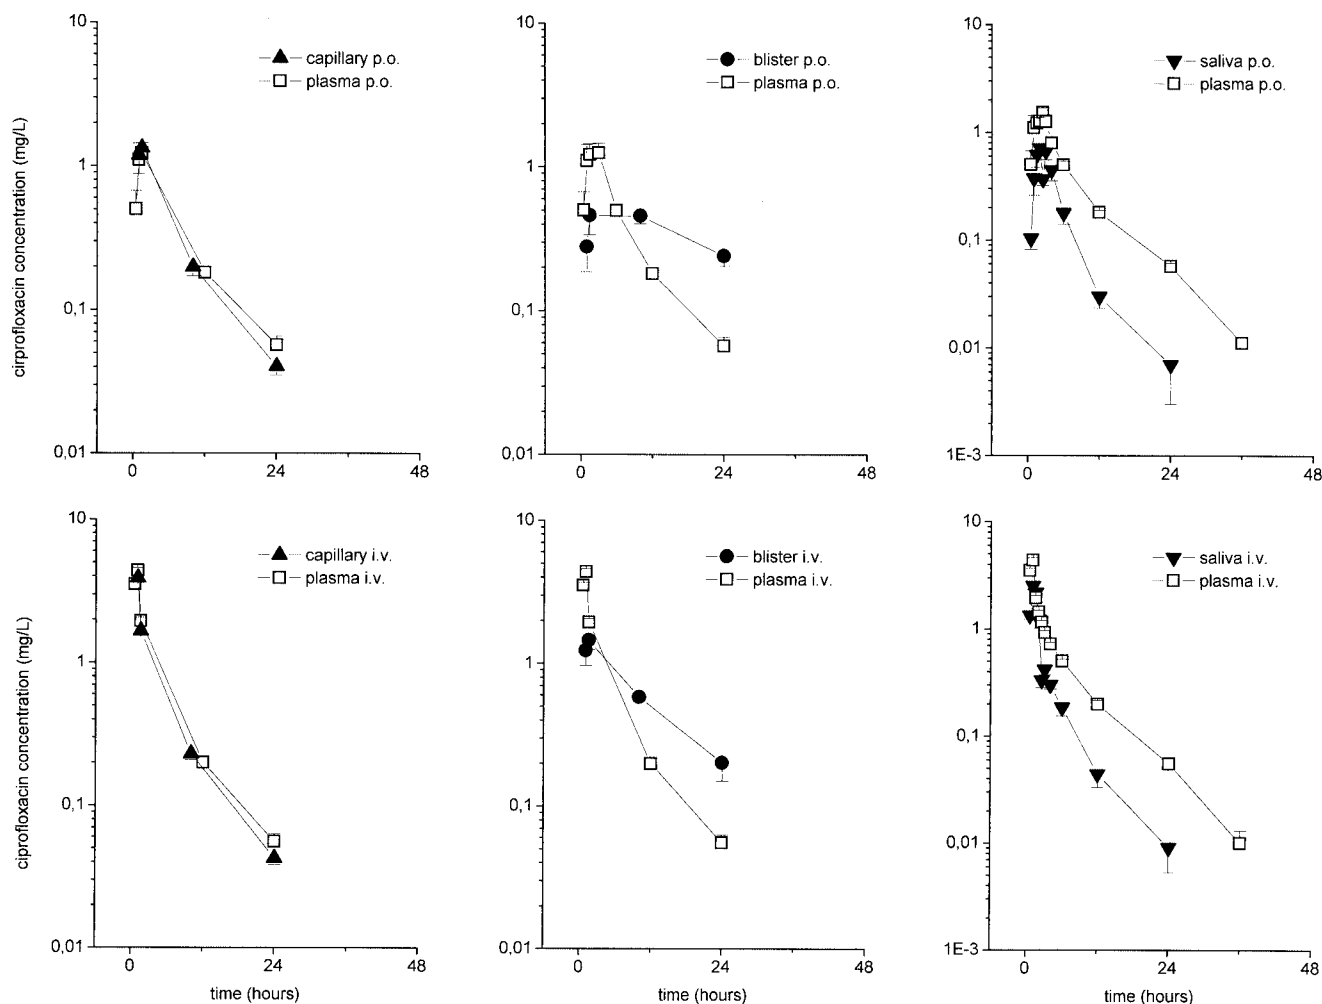 10
1
0,1
0,01
0
24
48
cirprofloxacin concentration (mg/L)
capillary p.o.
plasma p.o.
10
1
0,1
0,01
0
24
48
blister p.o.
plasma p.o.
10
1
0,1
0,01
1E-3
0
24
48
saliva p.o.
plasma p.o.
10
1
0,1
0,01
0
24
48
ciprofloxacin concentration (mg/L)
time (hours)
capillary i.v.
plasma i.v.
10
1
0,1
0,01
0
24
48
time (hours)
blister i.v.
plasma i.v.
10
1
0,1
0,01
1E-3
0
24
48
time (hours)
saliva i.v.
plasma i.v.